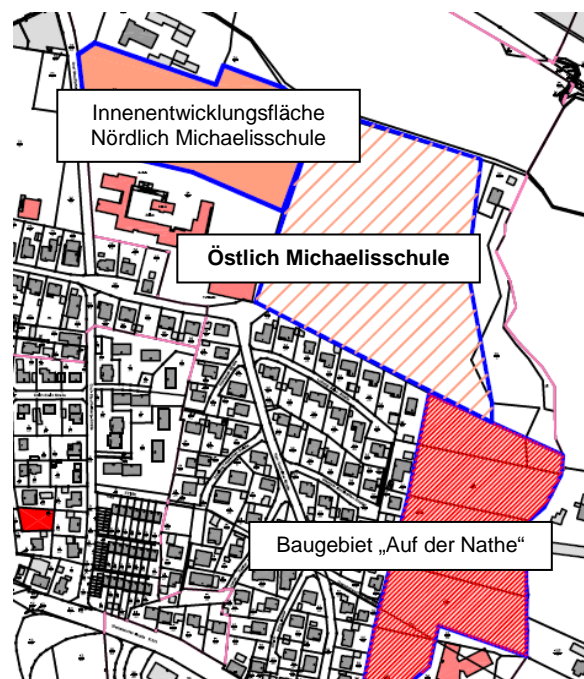 Innenentwicklungsfläche
Nördlich Michaelisschule
Östlich Michaelisschule
Baugebiet „Auf der Nathe“